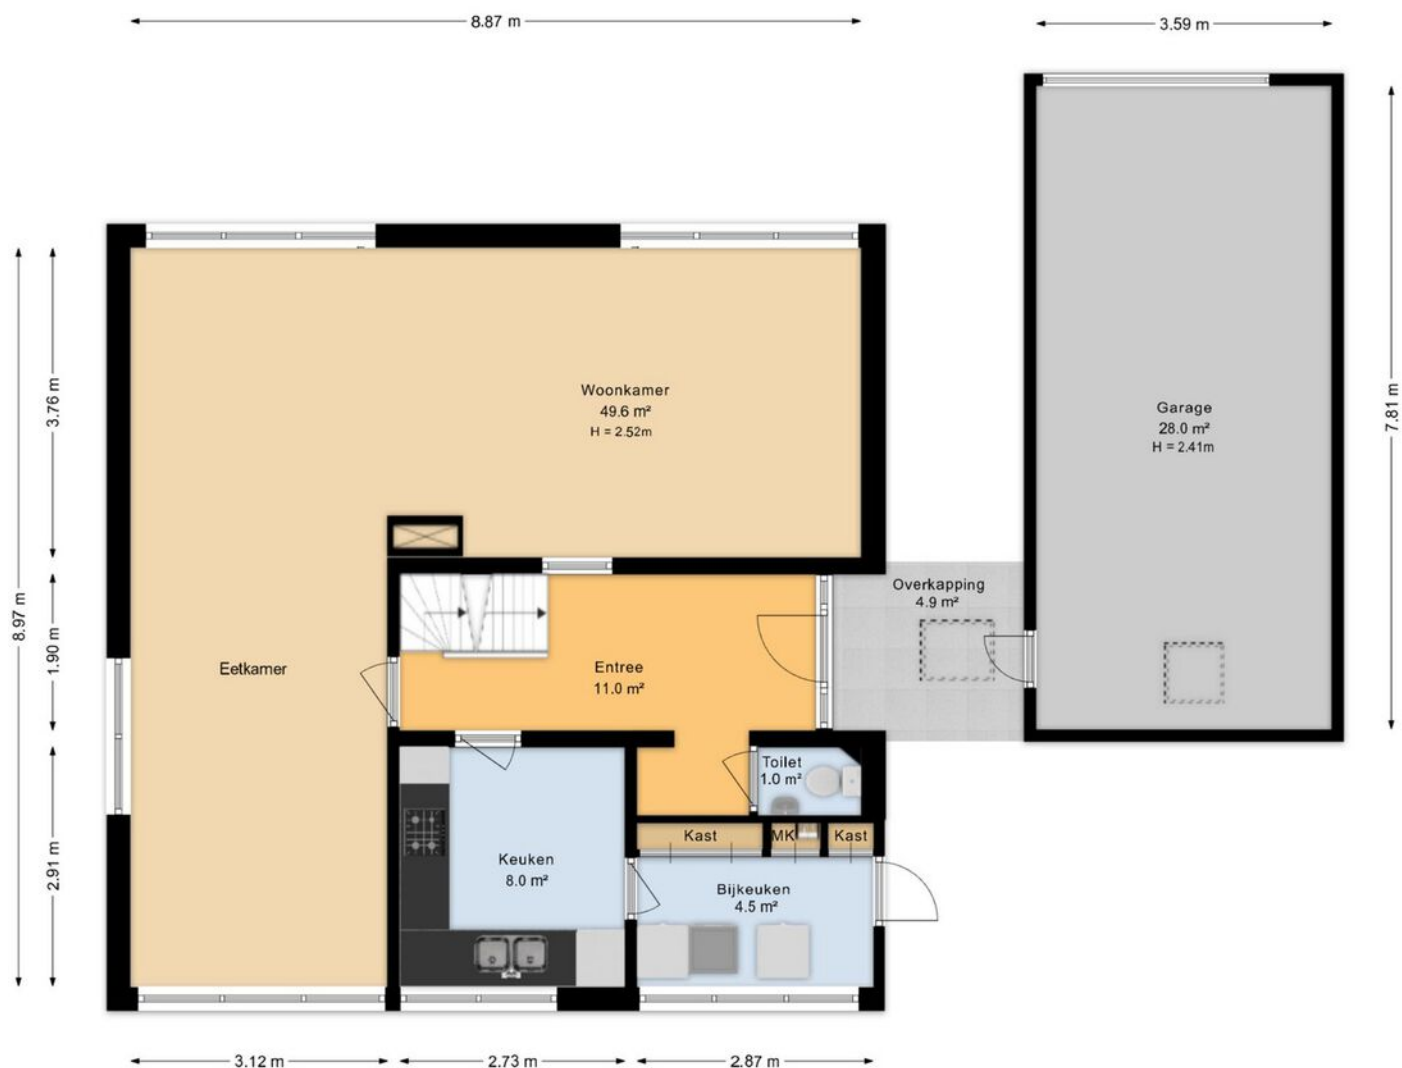 8.87 m
3.59 m
3.76 m
8.97 m
1.90 m
2.91 m
7.81 m
Woonkamer
49.6 m²
H = 2.52m
Garage
28.0 m²
H = 2.41m
Overkapping
4.9 m²
Eetkamer
Entree
11.0 m²
Toilet
1.0 m²
Kast
MK
Kast
Keuken
8.0 m²
Bijkeuken
4.5 m²
3.12 m
2.73 m
2.87 m